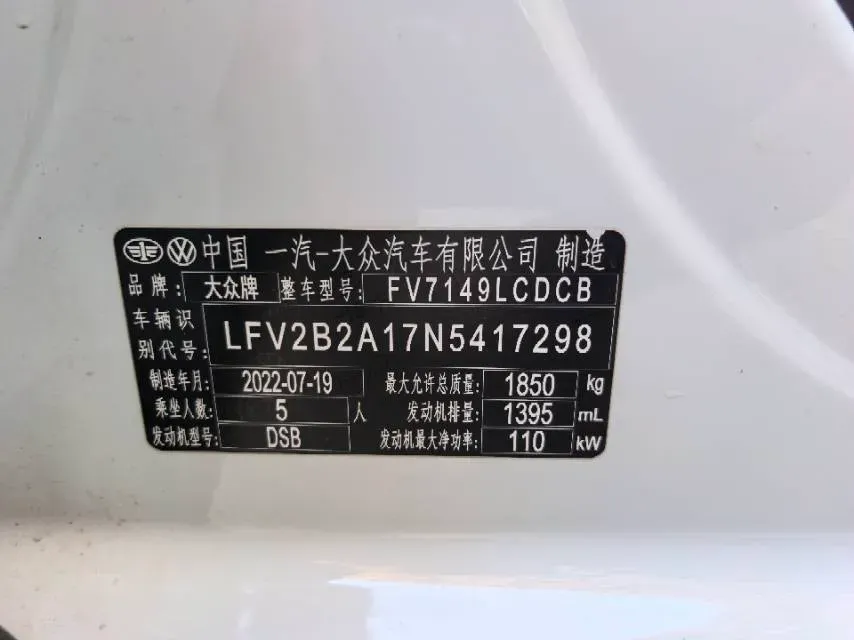 中国 一汽-大众汽车有限公司 制造
品牌: 大众牌 整车型号: FV7149LCDCB
车辆识别代号: LFV2B2A17N5417298
制造年月: 2022-07-19 最大允许总质量: 1850 kg
乘坐人数: 5 人 发动机排量: 1395 mL
发动机型号: DSB 发动机最大净功率: 110 kW